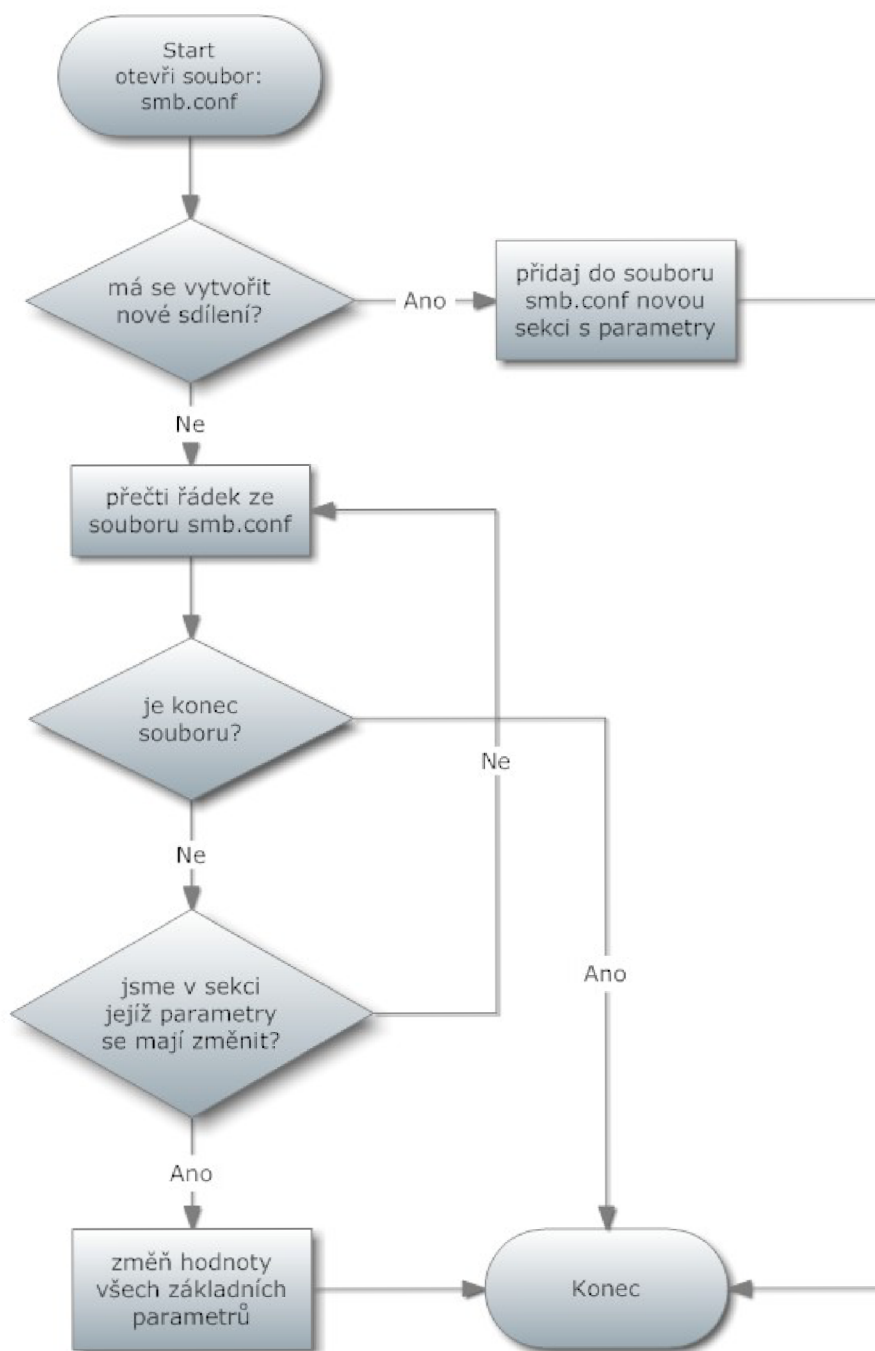 Start
otevři soubor:
smb.conf
má se vytvořit
nové sdílení?
Ano
přidaj do souboru
smb.conf novou
sekci s parametry
Ne
přečti řádek ze
souboru smb.conf
je konec
souboru?
Ne
Ne
jsme v sekci
jejíž parametry
se mají změnit?
Ano
Ano
změň hodnoty
všech základních
parametrů
Konec